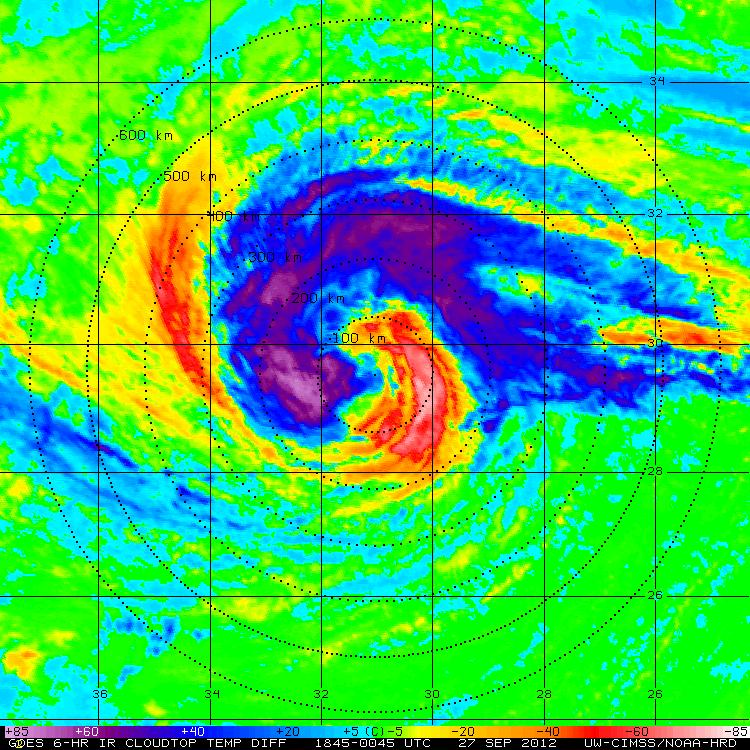 34
600 km
500 km
400 km
32
300 km
200 km
100 km
30
28
26
36 34 32 30 28 26
+85 +60 +40 +20 +5 (C) -5 -20 -40 -60 -85
GOES 6-HR IR CLOUDTOP TEMP DIFF 1845-0045 UTC 27 SEP 2012 UW-CIMSS/NOAA HRD